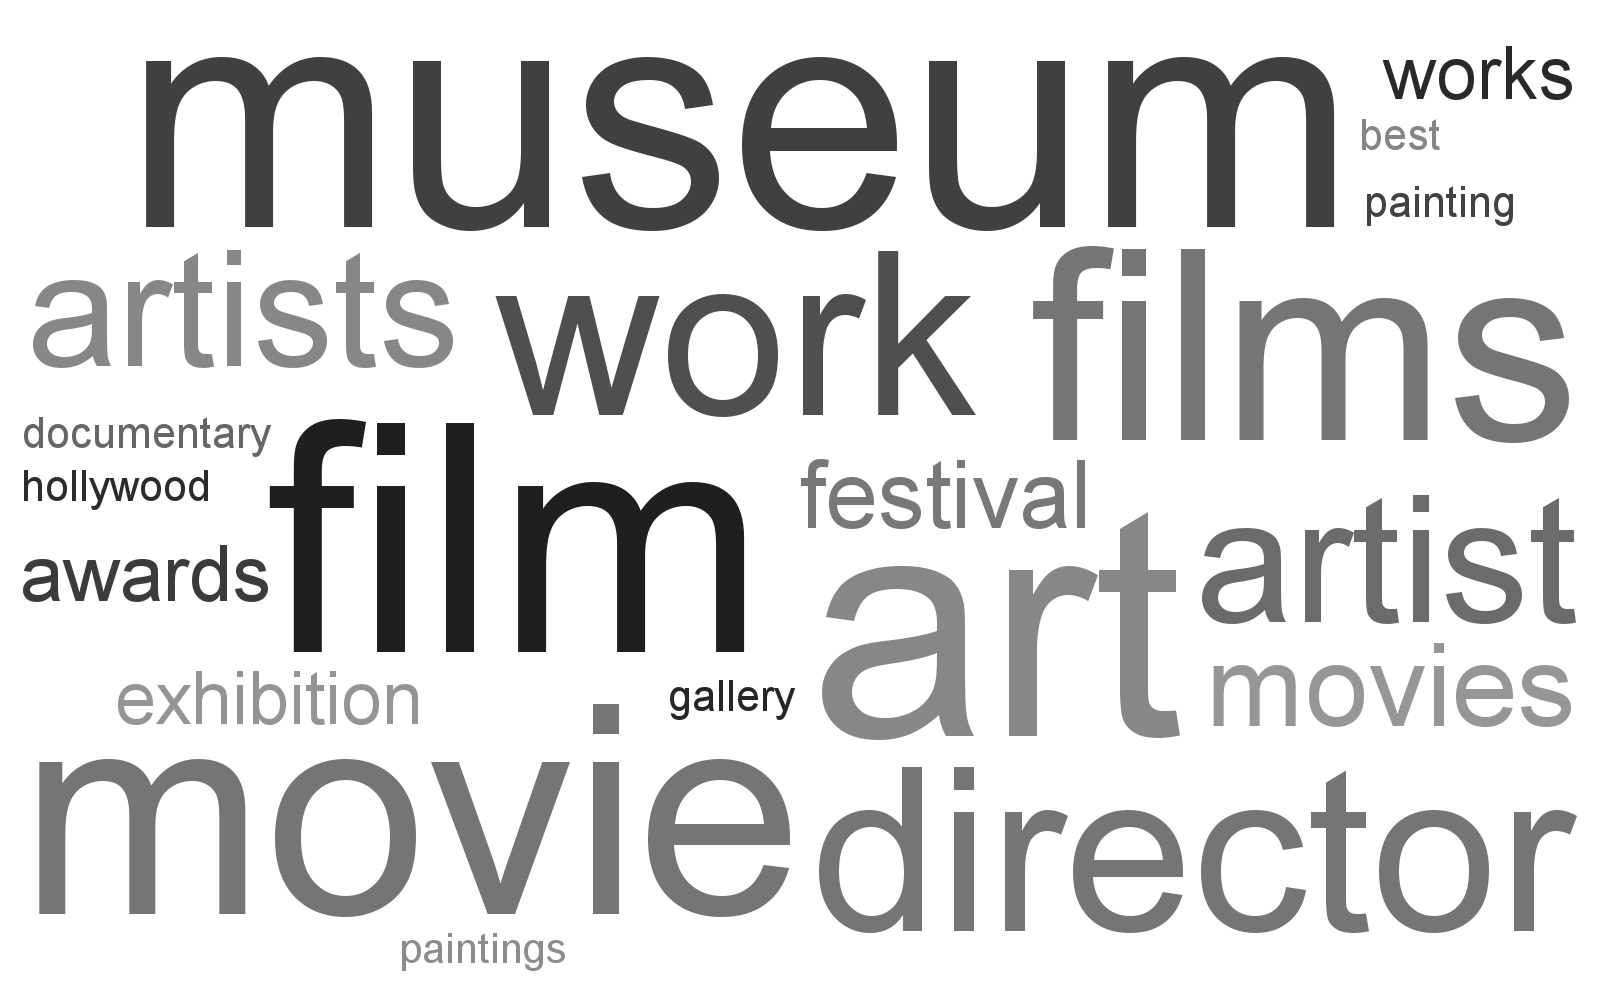 museum works
best
painting
artists work films
documentary
hollywood film festival
awards art artist
exhibition gallery movies
movie director
paintings